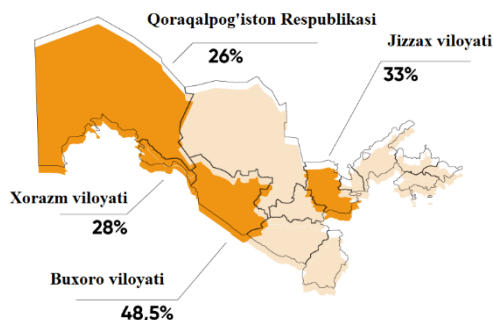 Qoraqalpog'iston Respublikasi
26%
Jizzax viloyati
33%
Xorazm viloyati
28%
Buxoro viloyati
48,5%